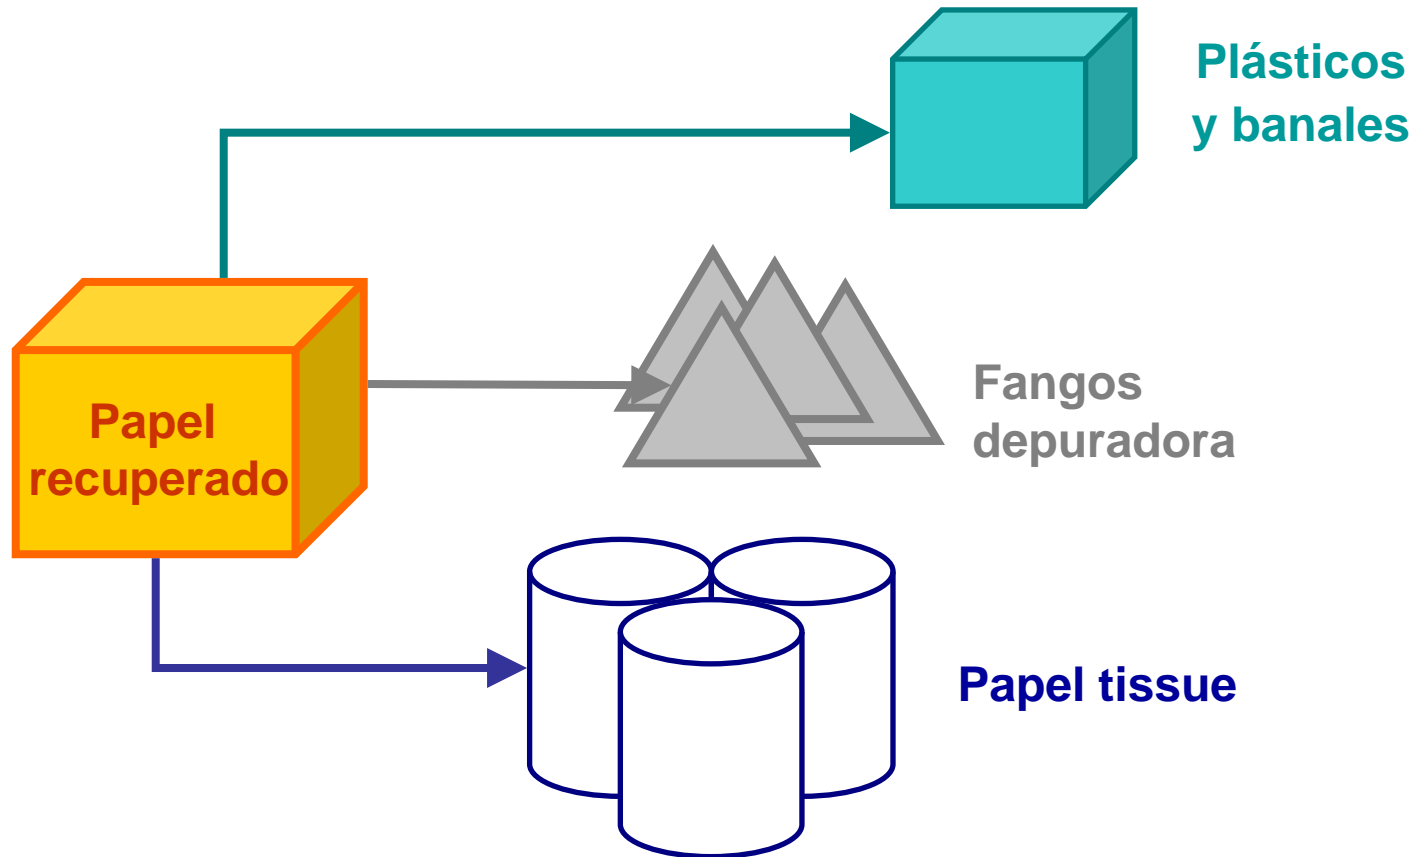 Plásticos
y banales
Papel
recuperado
Fangos
depuradora
Papel tissue